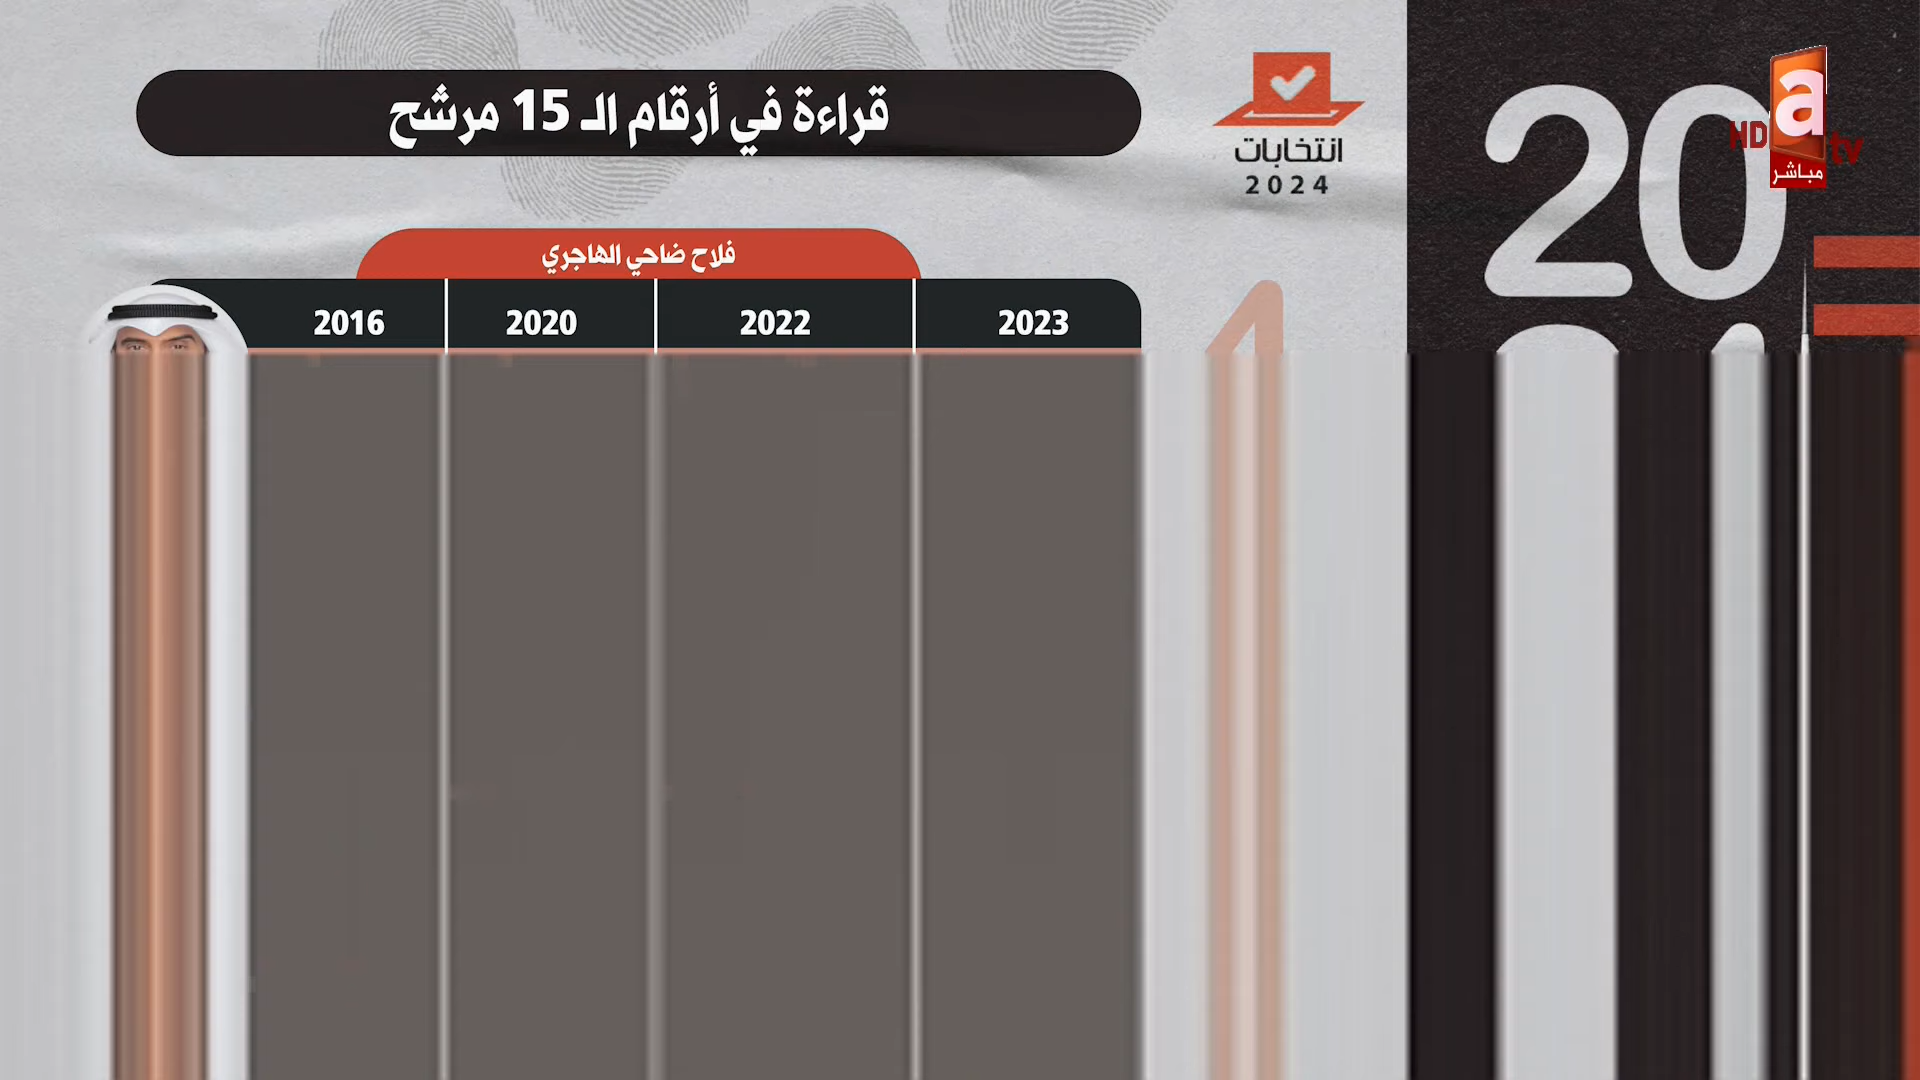 قراءة في أرقام الـ 15 مرشح
انتخابات
2024
20
HD a tv
مباشر
فلاح ضاحي الهاجري
2016 2020 2022 2023